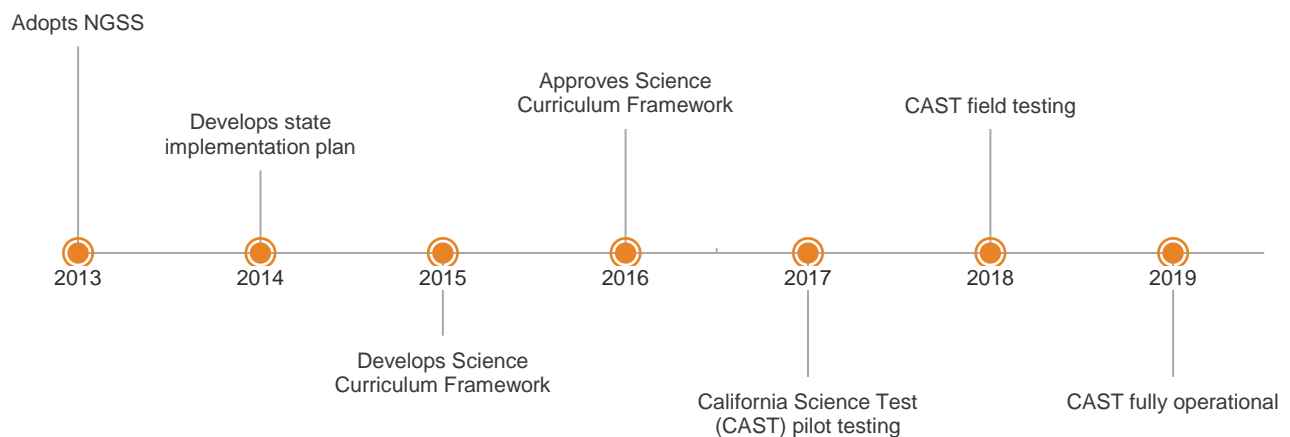 Adopts NGSS
Develops state
implementation plan
Approves Science
Curriculum Framework
CAST field testing
2013
2014
2015
2016
2017
2018
2019
Develops Science
Curriculum Framework
California Science Test
(CAST) pilot testing
CAST fully operational